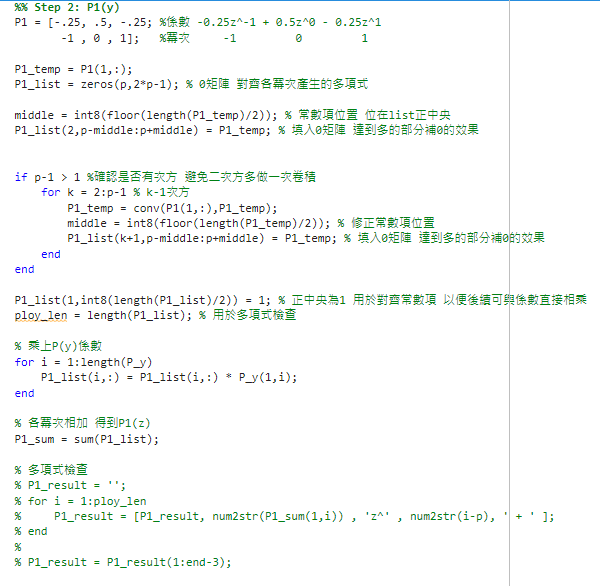 %% Step 2: P1(y)
P1 = [-.25, .5, -.25; %係數 -0.25z^-1 + 0.5z^0 - 0.25z^1
-1 , 0 , 1]; %冪次 -1 0 1
P1_temp = P1(1,:);
P1_list = zeros(p,2*p-1); % 0矩陣 對齊各冪次產生的多項式
middle = int8(floor(length(P1_temp)/2)); % 常數項位置 位在list正中央
P1_list(2,p-middle:p+middle) = P1_temp; % 填入0矩陣 達到多的部分補0的效果
if p-1 > 1 %確認是否有次方 避免二次方多做一次卷積
for k = 2:p-1 % k-1次方
P1_temp = conv(P1(1,:),P1_temp);
middle = int8(floor(length(P1_temp)/2)); % 修正常數項位置
P1_list(k+1,p-middle:p+middle) = P1_temp; % 填入0矩陣 達到多的部分補0的效果
end
end
P1_list(1,int8(length(P1_list)/2)) = 1; % 正中央為1 用於對齊常數項 以便後續可與係數直接相乘
ploy_len = length(P1_list); % 用於多項式檢查
% 乘上P(y)係數
for i = 1:length(P_y)
P1_list(i,:) = P1_list(i,:) * P_y(1,i);
end
% 各冪次相加 得到P1(z)
P1_sum = sum(P1_list);
% 多項式檢查
% P1_result = '';
% for i = 1:ploy_len
% P1_result = [P1_result, num2str(P1_sum(1,i)) , 'z^' , num2str(i-p), ' + ' ];
% end
%
% P1_result = P1_result(1:end-3);